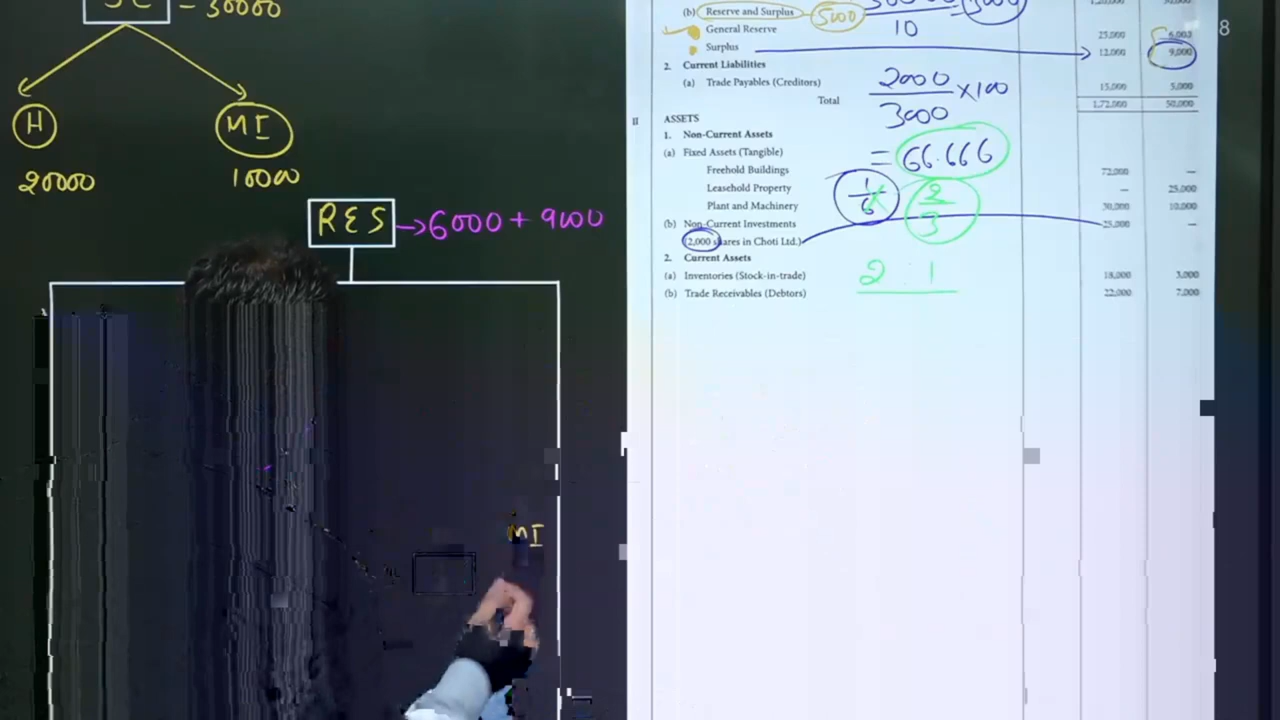 - 30000
H
MI
20000
10000
RES → 6000 + 9000
MI
(b) Reserve and Surplus
5000
10
General Reserve 25,000
Surplus 12,000 9,000
2. Current Liabilities
(a) Trade Payables (Creditors) 15,000 5,000
Total 1,72,000 50,000
2000
3000
×100
= 66.666
II ASSETS
1. Non-Current Assets
(a) Fixed Assets (Tangible)
Freehold Buildings 72,000 —
Leasehold Property — 25,000
Plant and Machinery 30,000 10,000
2
3
(b) Non-Current Investments 25,000 —
(2,000 shares in Choti Ltd.)
2. Current Assets
(a) Inventories (Stock-in-trade) 18,000 3,000
(b) Trade Receivables (Debtors) 22,000 7,000
2 1
8